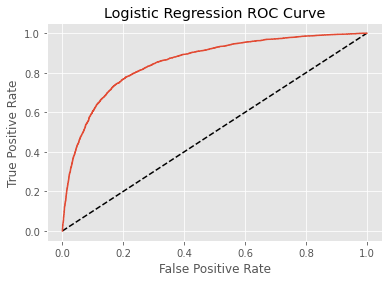 Logistic Regression ROC Curve
1.0
0.8
0.6
0.4
0.2
0.0
True Positive Rate
0.0 0.2 0.4 0.6 0.8 1.0
False Positive Rate